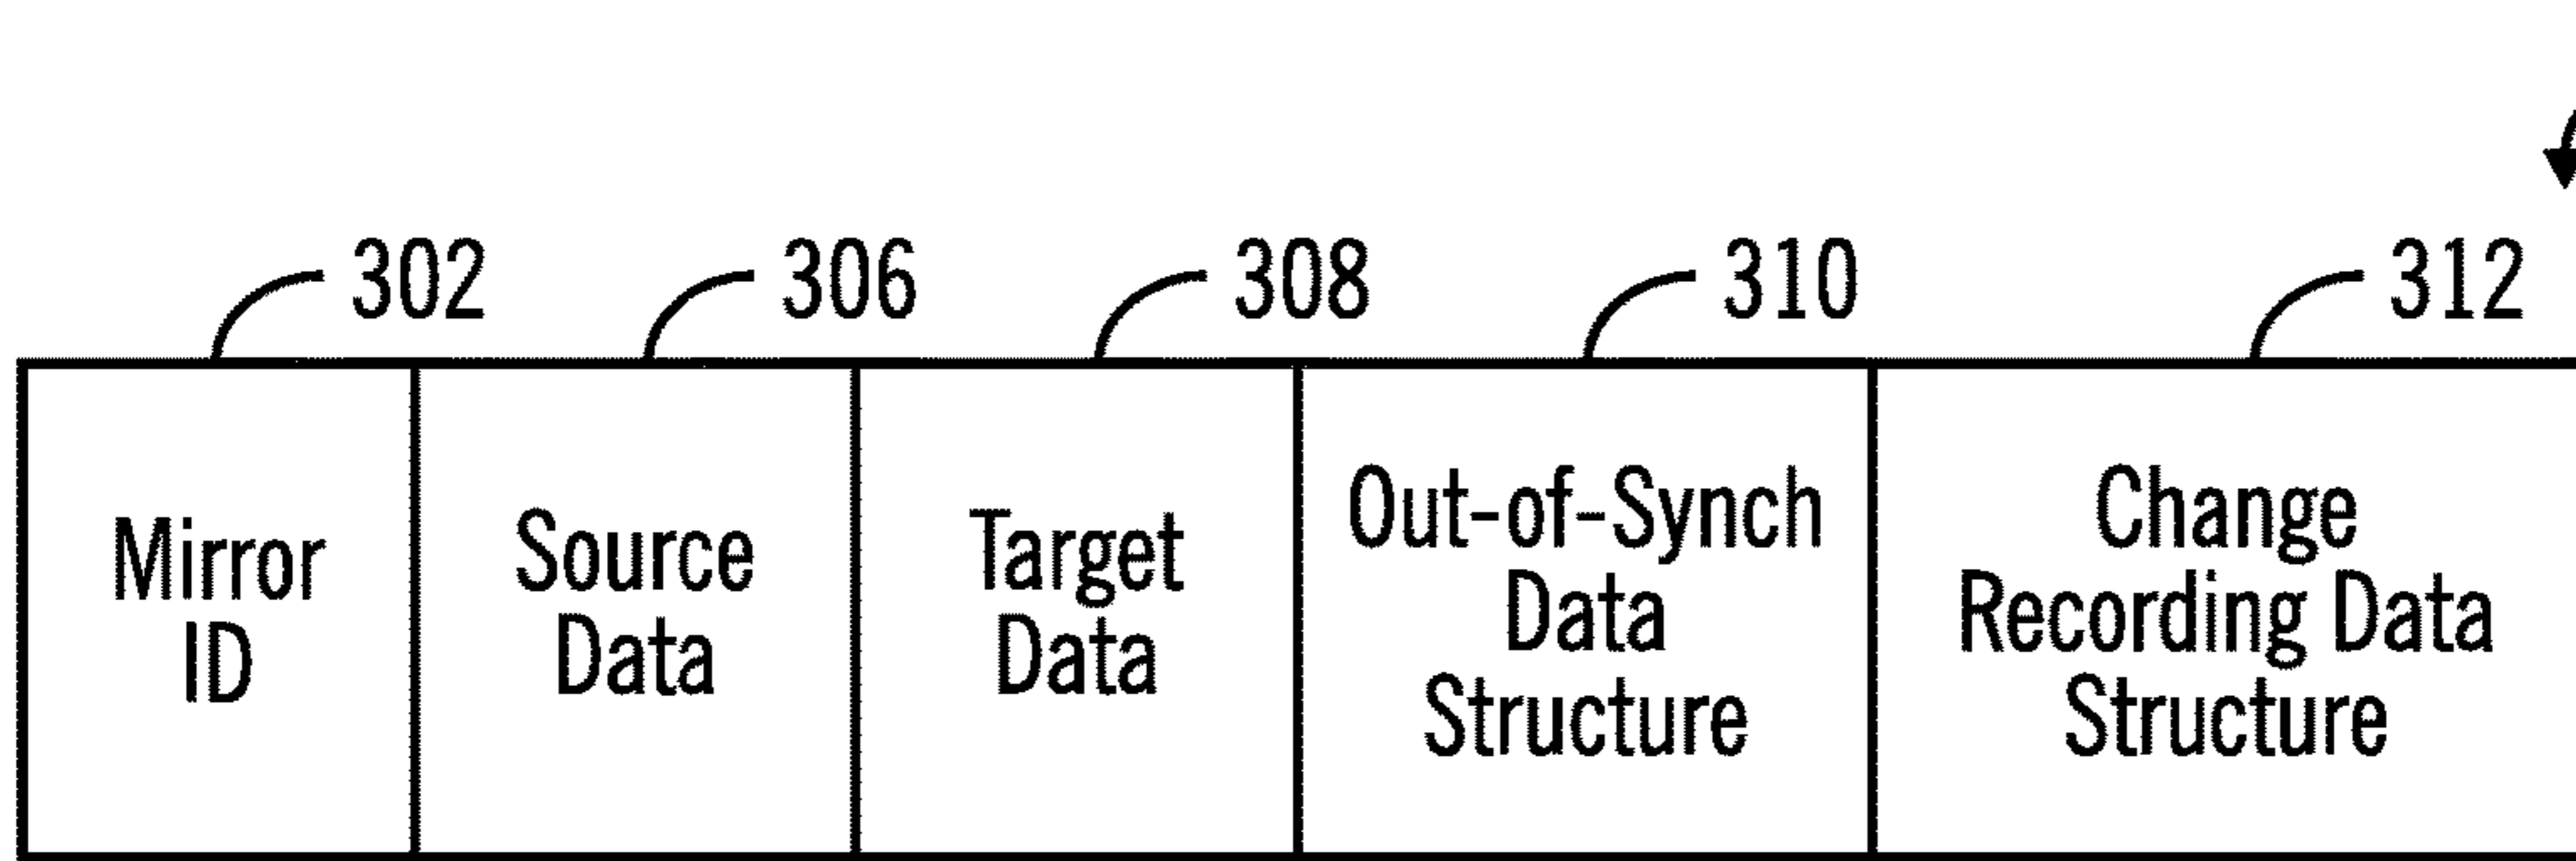 302 306 308 310 312
Mirror
ID
Source
Data
Target
Data
Out-of-Synch
Data
Structure
Change
Recording Data
Structure